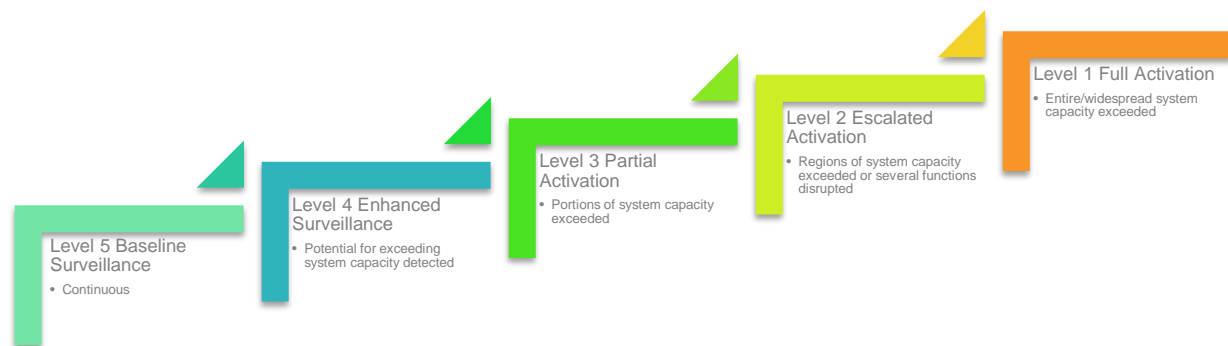 Level 5 Baseline
Surveillance
• Continuous
Level 4 Enhanced
Surveillance
• Potential for exceeding
system capacity detected
Level 3 Partial
Activation
• Portions of system capacity
exceeded
Level 2 Escalated
Activation
• Regions of system capacity
exceeded or several functions
disrupted
Level 1 Full Activation
• Entire/widespread system
capacity exceeded